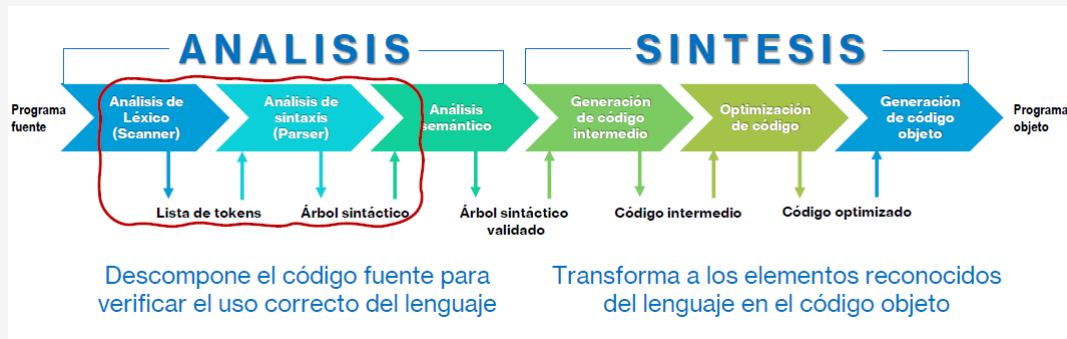 ANALISIS
SINTESIS
Programa
fuente
Análisis de
Léxico
(Scanner)
Análisis de
sintaxis
(Parser)
Análisis
semántico
Generación
de código
intermedio
Optimización
de código
Generación
de código
objeto
Programa
objeto
Lista de tokens
Árbol sintáctico
Árbol sintáctico
validado
Código intermedio
Código optimizado
Descompone el código fuente para
verificar el uso correcto del lenguaje
Transforma a los elementos reconocidos
del lenguaje en el código objeto